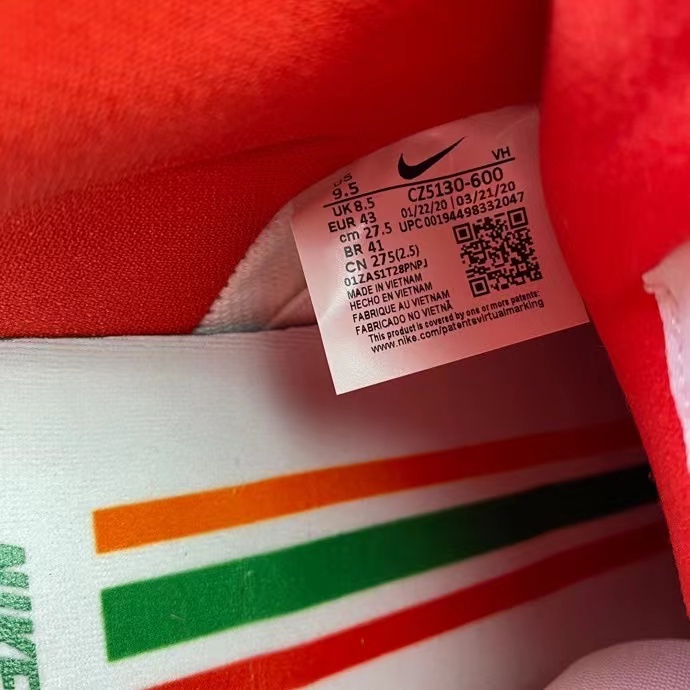 VH
US
9.5
UK 8.5
EUR 43
cm 27.5
BR 41
CN 275(2.5)
CZ5130-600
01/22/20 | 03/21/20
UPC 00194498332047
01ZAS1T28PNPJ
MADE IN VIETNAM
HECHO EN VIETNAM
FABRIQUE AU VIETNAM
FABRICADO NO VIETNÃ
This product is covered by one or more patents:
www.nike.com/patentsvirtualmarking
NIKE